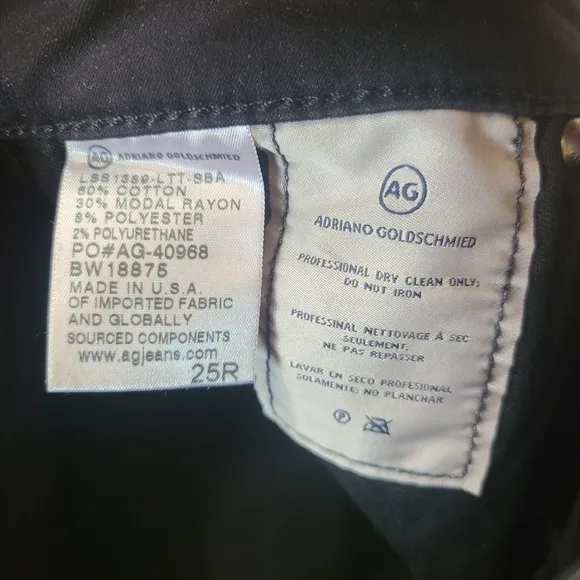 AG ADRIANO GOLDSCHMIED
LSS1389-LTT-SBA
60% COTTON
30% MODAL RAYON
8% POLYESTER
2% POLYURETHANE
PO#AG-40968
BW18875
MADE IN U.S.A.
OF IMPORTED FABRIC
AND GLOBALLY
SOURCED COMPONENTS
www.agjeans.com
25R
AG
ADRIANO GOLDSCHMIED
PROFESSIONAL DRY CLEAN ONLY;
DO NOT IRON
PROFESSINAL NETTOYAGE À SEC
SEULEMENT,
NE PAS REPASSER
LAVAR EN SECO PROFESIONAL
SOLAMENTE; NO PLANCHAR
P